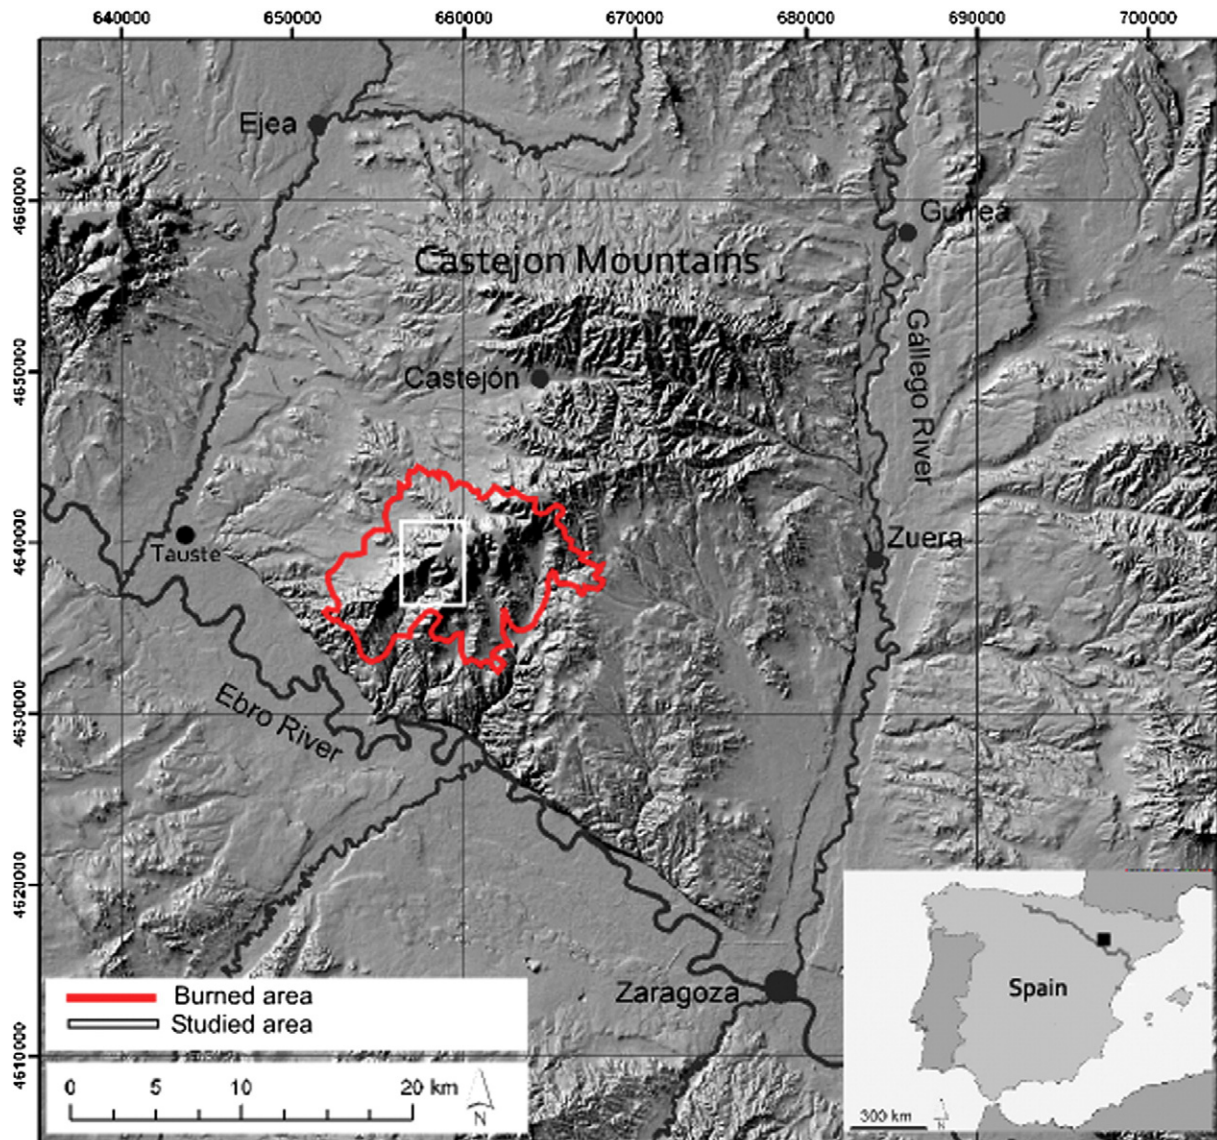 640000 650000 660000 670000 680000 690000 700000
Ejea
4660000
Gurrea
Castejon Mountains
Gállego River
4650000
Castejón
Zuera
4640000
Tauste
Ebro River
4630000
4620000
Spain
Zaragoza
Burned area
Studied area
4610000
0 5 10 20 km
N
300 km
N